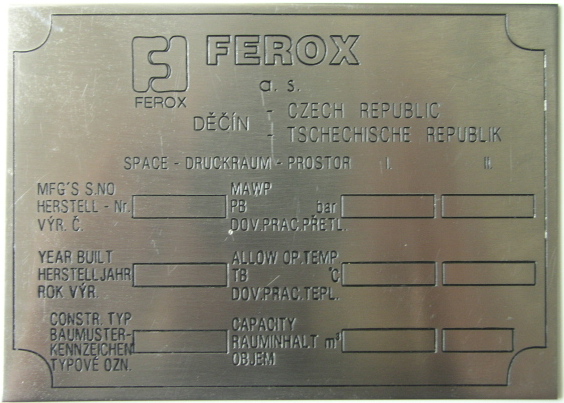 FEROX
FEROX
a. s.
DĚČÍN - CZECH REPUBLIC
- TSCHECHISCHE REPUBLIK
SPACE - DRUCKRAUM - PROSTOR I. II.
MFG'S S.NO MAWP
HERSTELL - Nr. PB bar
VÝR. Č. DOV.PRAC.PŘETL.
YEAR BUILT ALLOW OP.TEMP.
HERSTELLJAHR TB °C
ROK VÝR. DOV.PRAC.TEPL.
CONSTR. TYP CAPACITY
BAUMUSTER- RAUMINHALT m³
KENNZEICHEN OBJEM
TYPOVÉ OZN.